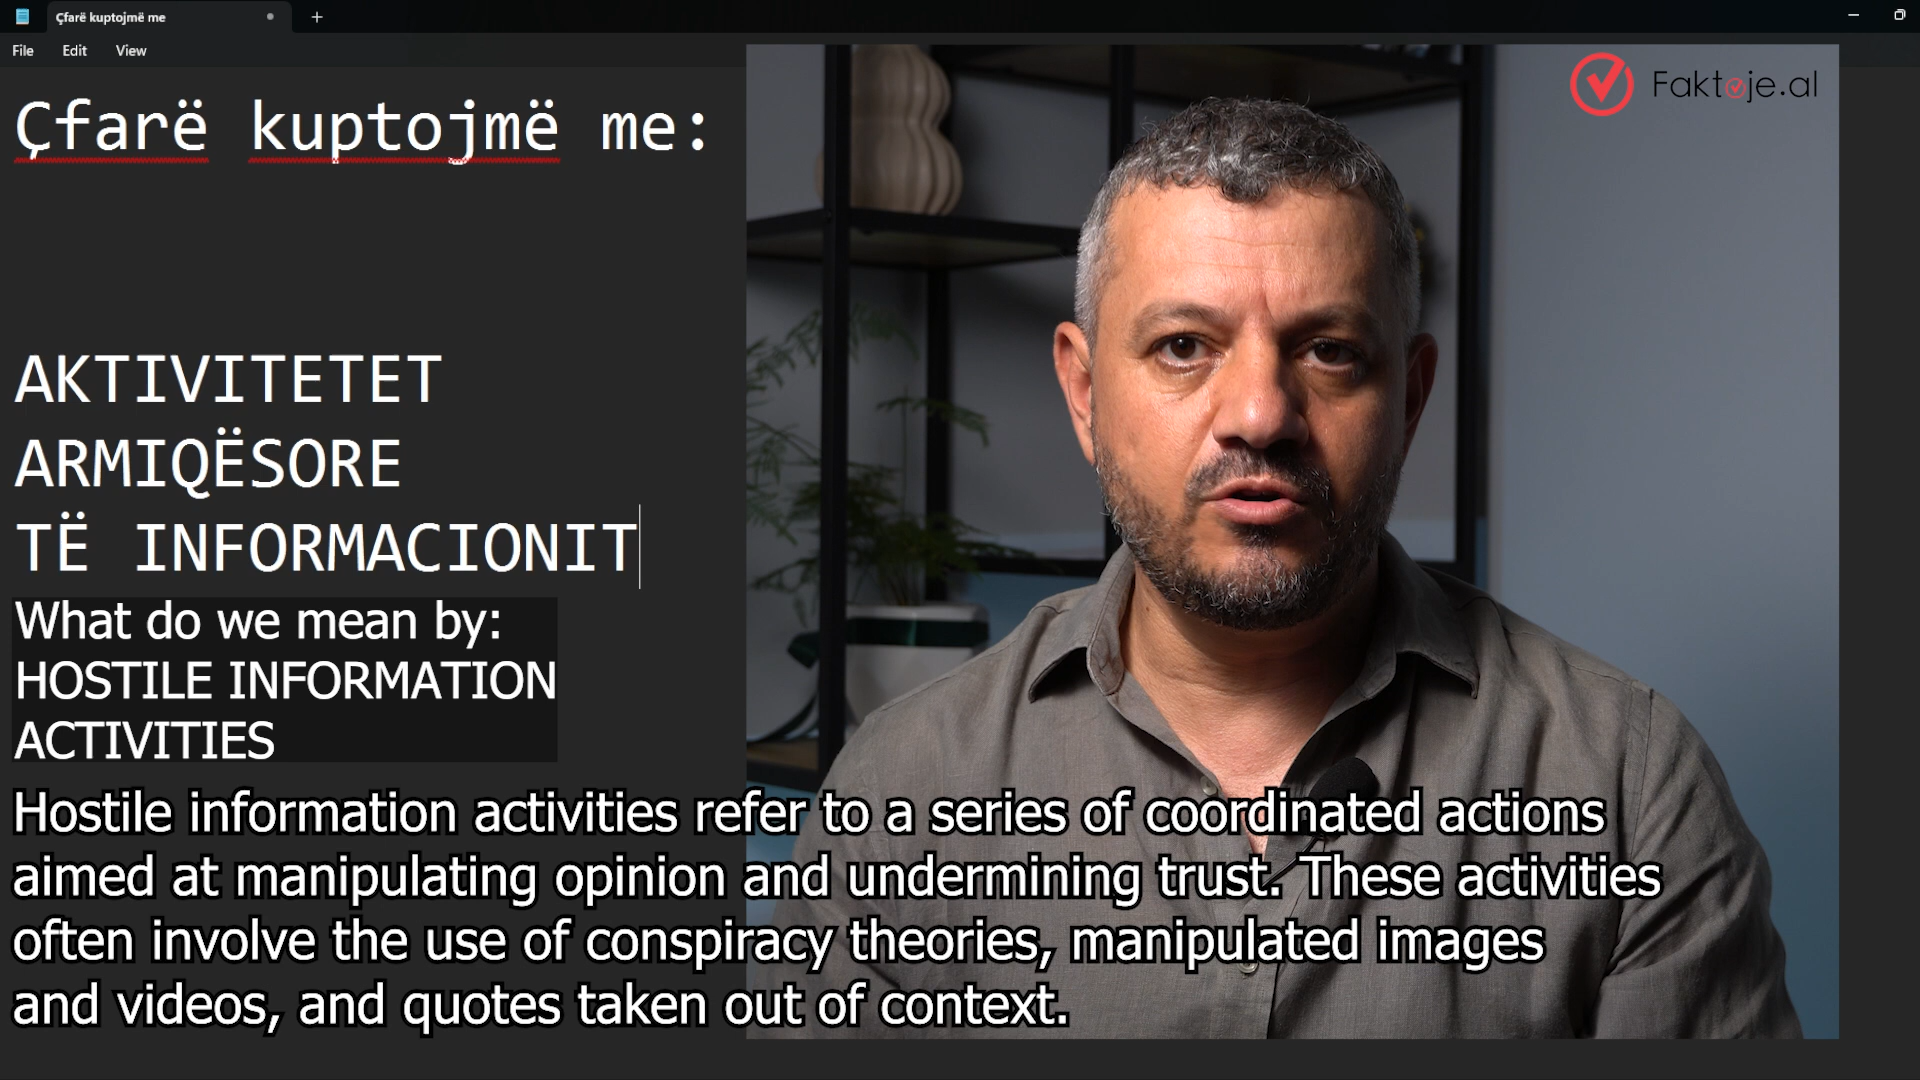 Çfarë kuptojmë me
File Edit View
Faktoje.al
Çfarë kuptojmë me:
AKTIVITETET
ARMIQËSORE
TË INFORMACIONIT
What do we mean by:
HOSTILE INFORMATION
ACTIVITIES
Hostile information activities refer to a series of coordinated actions
aimed at manipulating opinion and undermining trust. These activities
often involve the use of conspiracy theories, manipulated images
and videos, and quotes taken out of context.